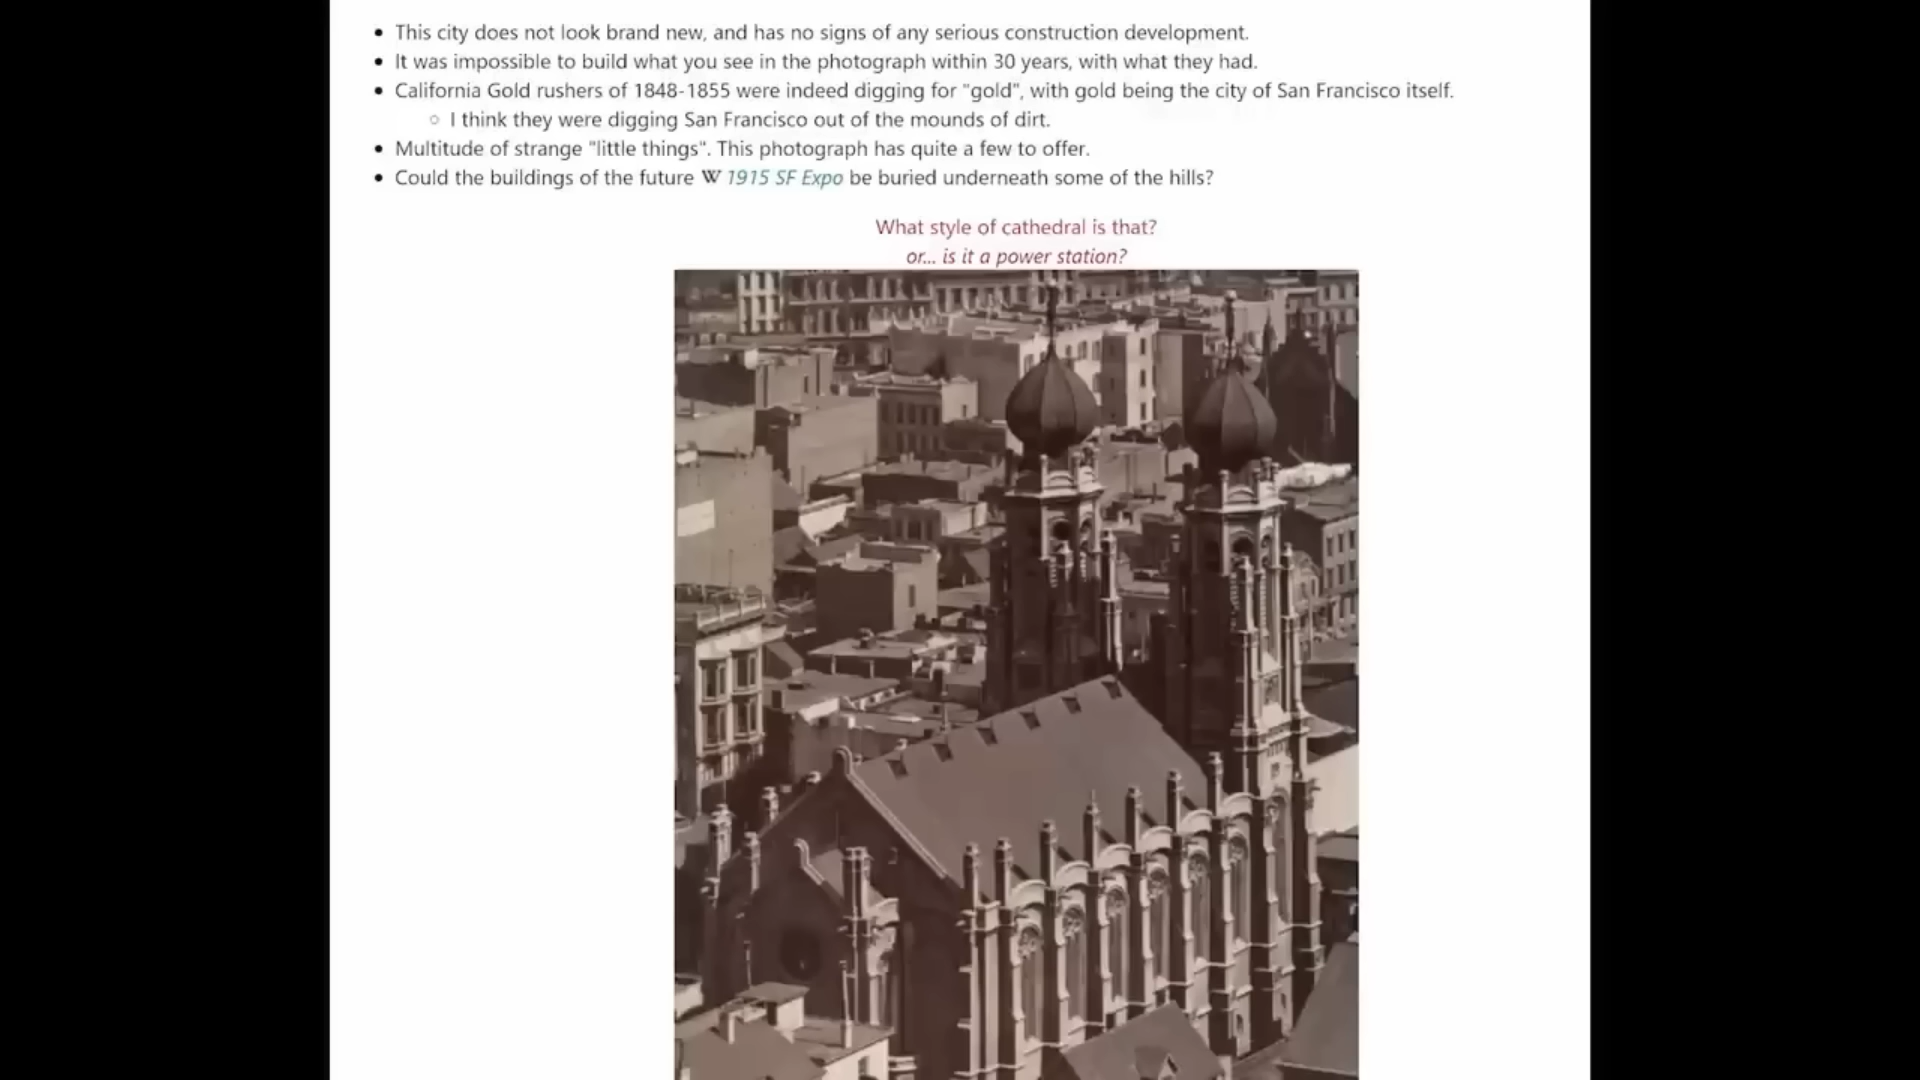 • This city does not look brand new, and has no signs of any serious construction development.
• It was impossible to build what you see in the photograph within 30 years, with what they had.
• California Gold rushers of 1848-1855 were indeed digging for "gold", with gold being the city of San Francisco itself.
○ I think they were digging San Francisco out of the mounds of dirt.
• Multitude of strange "little things". This photograph has quite a few to offer.
• Could the buildings of the future W 1915 SF Expo be buried underneath some of the hills?
What style of cathedral is that?
or... is it a power station?